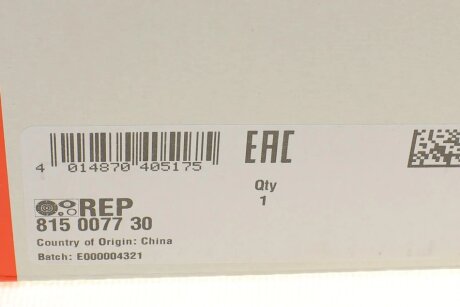 4 014870 405175
EAC
Qty
1
REP
815 0077 30
Country of Origin: China
Batch: E000004321